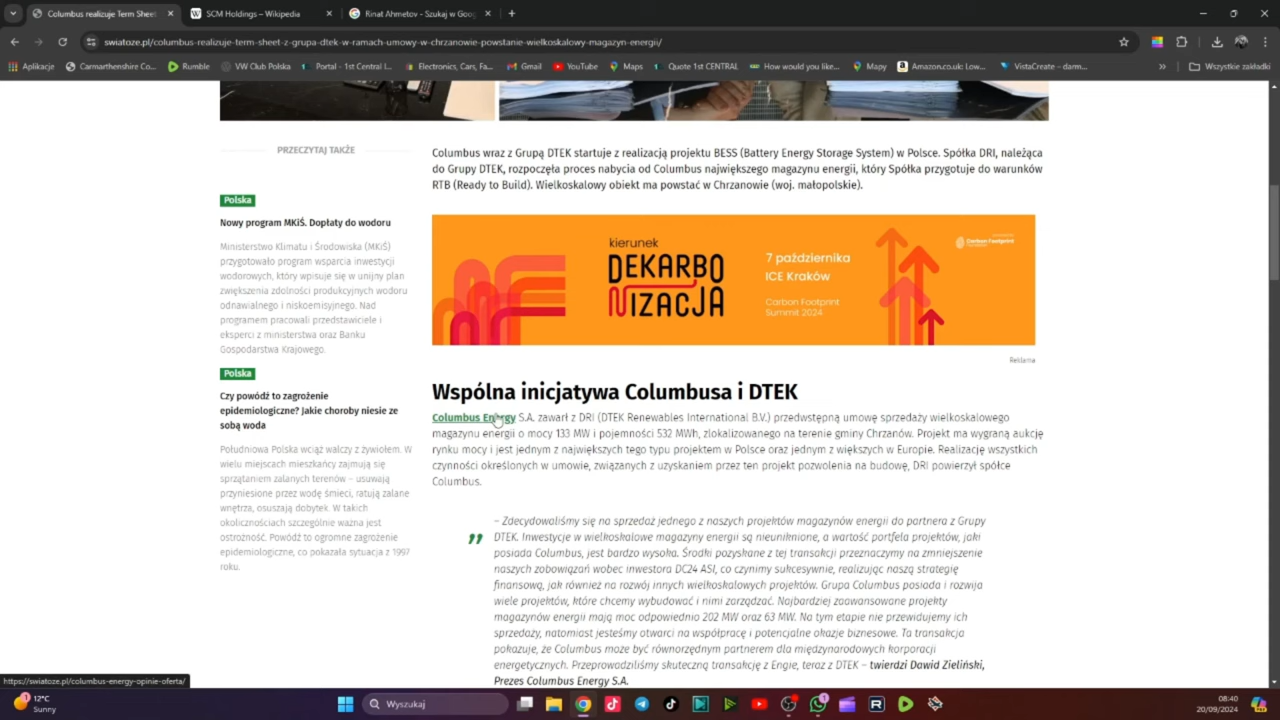 Columbus realizuje Term Sheet
SCM Holdings – Wikipedia
Rinat Ahmetov - Szukaj w Goog
swiatoze.pl/columbus-realizuje-term-sheet-z-grupa-dtek-w-ramach-umowy-w-chrzanowie-powstanie-wielkoskalowy-magazyn-energii/
Aplikacje
Carmarthenshire Co...
Rumble
VW Club Polska
Portal - 1st Central I...
Electronics, Cars, Fa...
Gmail
YouTube
Maps
Quote 1st CENTRAL
How would you like...
Mapy
Amazon.co.uk: Low...
VistaCreate – darm...
»
Wszystkie zakładki
PRZECZYTAJ TAKŻE
Polska
Nowy program MKiŚ. Dopłaty do wodoru
Ministerstwo Klimatu i Środowiska (MKiŚ)
przygotowało program wsparcia inwestycji
wodorowych, który wpisuje się w unijny plan
zwiększenia zdolności produkcyjnych wodoru
odnawialnego i niskoemisyjnego. Nad
programem pracowali przedstawiciele i
eksperci z ministerstwa oraz Banku
Gospodarstwa Krajowego.
Polska
Czy powódź to zagrożenie
epidemiologiczne? Jakie choroby niesie ze
sobą woda
Południowa Polska wciąż walczy z żywiołem. W
wielu miejscach mieszkańcy zajmują się
sprzątaniem zalanych terenów – usuwają
przyniesione przez wodę śmieci, ratują zalane
wnętrza, osuszają dobytek. W takich
okolicznościach szczególnie ważna jest
ostrożność. Powódź to ogromne zagrożenie
epidemiologiczne, co pokazała sytuacja z 1997
roku.
Columbus wraz z Grupą DTEK startuje z realizacją projektu BESS (Battery Energy Storage System) w Polsce. Spółka DRI, należąca
do Grupy DTEK, rozpoczęła proces nabycia od Columbus największego magazynu energii, który Spółka przygotuje do warunków
RTB (Ready to Build). Wielkoskalowy obiekt ma powstać w Chrzanowie (woj. małopolskie).
kierunek
DEKARBO
NIZACJA
7 października
ICE Kraków
Carbon Footprint
Summit 2024
Carbon Footprint
Reklama
Wspólna inicjatywa Columbusa i DTEK
Columbus Energy S.A. zawarł z DRI (DTEK Renewables International B.V.) przedwstępną umowę sprzedaży wielkoskalowego
magazynu energii o mocy 133 MW i pojemności 532 MWh, zlokalizowanego na terenie gminy Chrzanów. Projekt ma wygraną aukcję
rynku mocy i jest jednym z największych tego typu projektem w Polsce oraz jednym z większych w Europie. Realizację wszystkich
czynności określonych w umowie, związanych z uzyskaniem przez ten projekt pozwolenia na budowę, DRI powierzył spółce
Columbus.
– Zdecydowaliśmy się na sprzedaż jednego z naszych projektów magazynów energii do partnera z Grupy
DTEK. Inwestycje w wielkoskalowe magazyny energii są nieuniknione, a wartość portfela projektów, jaki
posiada Columbus, jest bardzo wysoka. Środki pozyskane z tej transakcji przeznaczymy na zmniejszenie
naszych zobowiązań wobec inwestora DC24 ASI, co czynimy sukcesywnie, realizując naszą strategię
finansową, jak również na rozwój innych wielkoskalowych projektów. Grupa Columbus posiada i rozwija
wiele projektów, które chcemy wybudować i nimi zarządzać. Najbardziej zaawansowane projekty
magazynów energii mają moc odpowiednio 202 MW oraz 63 MW. Na tym etapie nie przewidujemy ich
sprzedaży, natomiast jesteśmy otwarci na współpracę i potencjalne okazje biznesowe. Ta transakcja
pokazuje, że Columbus może być równorzędnym partnerem dla międzynarodowych korporacji
energetycznych. Przeprowadziliśmy skuteczną transakcję z Engie, teraz z DTEK – twierdzi Dawid Zieliński,
Prezes Columbus Energy S.A.
https://swiatoze.pl/columbus-energy-opinie-oferta/
1
12°C
Sunny
Wyszukaj
1
08:40
20/09/2024